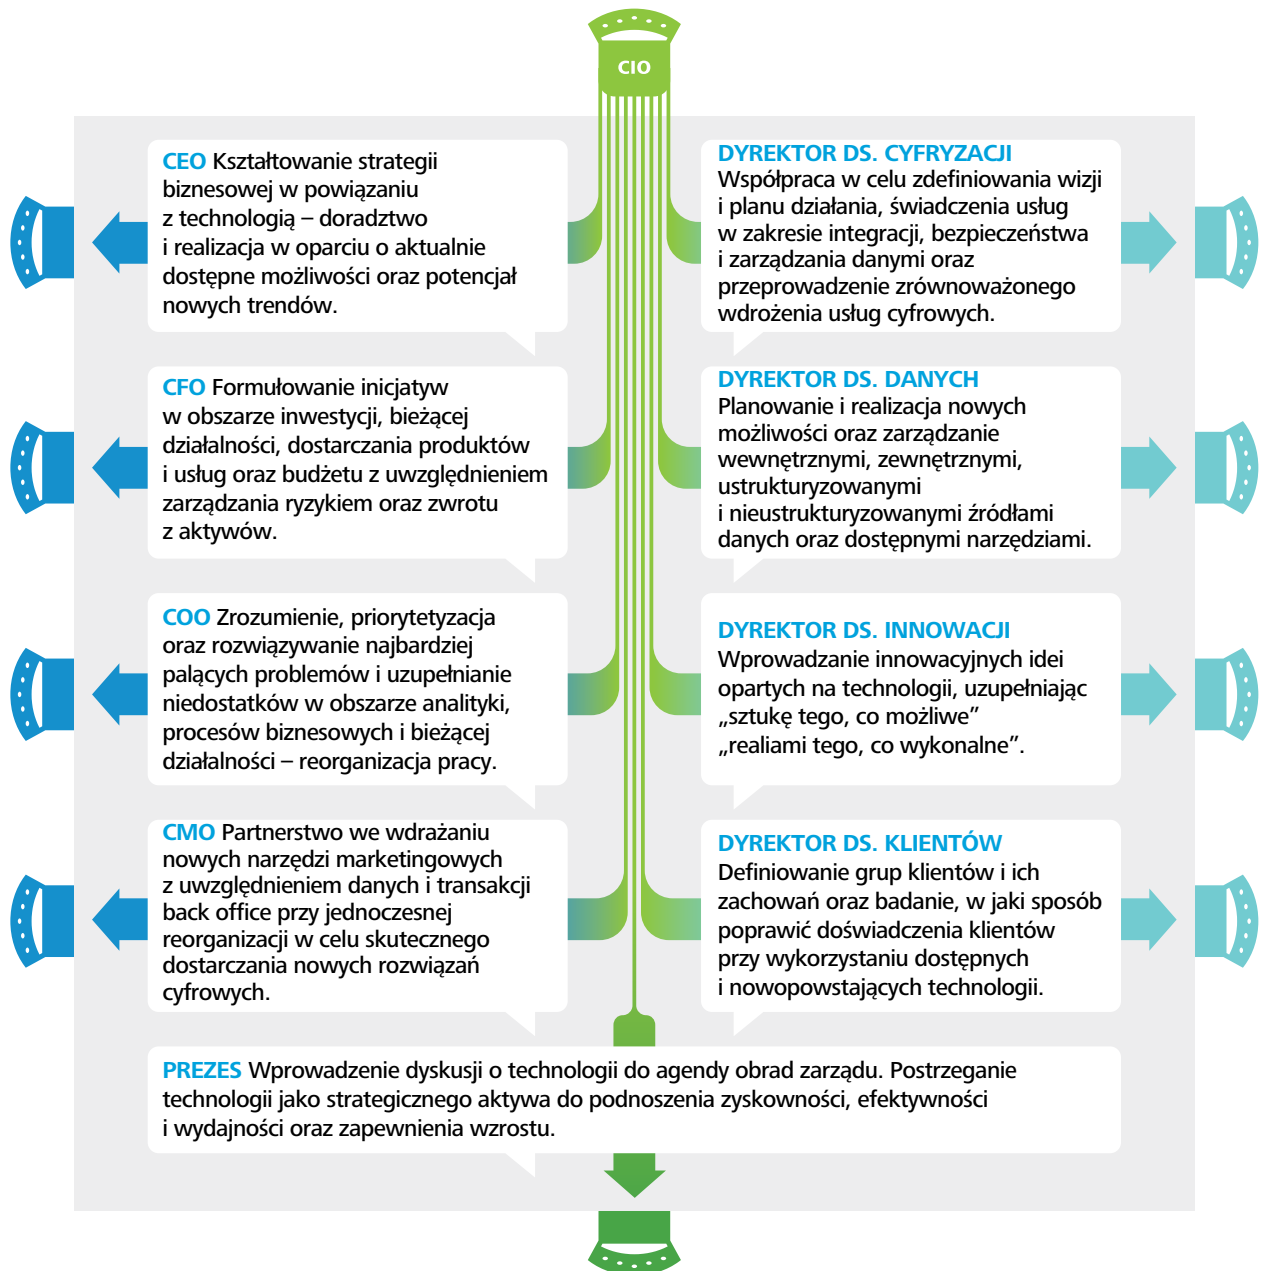 CIO
CEO Kształtowanie strategii
biznesowej w powiązaniu
z technologią – doradztwo
i realizacja w oparciu o aktualnie
dostępne możliwości oraz potencjał
nowych trendów.
CFO Formułowanie inicjatyw
w obszarze inwestycji, bieżącej
działalności, dostarczania produktów
i usług oraz budżetu z uwzględnieniem
zarządzania ryzykiem oraz zwrotu
z aktywów.
COO Zrozumienie, priorytetyzacja
oraz rozwiązywanie najbardziej
palących problemów i uzupełnianie
niedostatków w obszarze analityki,
procesów biznesowych i bieżącej
działalności – reorganizacja pracy.
CMO Partnerstwo we wdrażaniu
nowych narzędzi marketingowych
z uwzględnieniem danych i transakcji
back office przy jednoczesnej
reorganizacji w celu skutecznego
dostarczania nowych rozwiązań
cyfrowych.
DYREKTOR DS. CYFRYZACJI
Współpraca w celu zdefiniowania wizji
i planu działania, świadczenia usług
w zakresie integracji, bezpieczeństwa
i zarządzania danymi oraz
przeprowadzenie zrównoważonego
wdrożenia usług cyfrowych.
DYREKTOR DS. DANYCH
Planowanie i realizacja nowych
możliwości oraz zarządzanie
wewnętrznymi, zewnętrznymi,
ustrukturyzowanymi
i nieustrukturyzowanymi źródłami
danych oraz dostępnymi narzędziami.
DYREKTOR DS. INNOWACJI
Wprowadzanie innowacyjnych idei
opartych na technologii, uzupełniając
„sztukę tego, co możliwe”
„realiami tego, co wykonalne”.
DYREKTOR DS. KLIENTÓW
Definiowanie grup klientów i ich
zachowań oraz badanie, w jaki sposób
poprawić doświadczenia klientów
przy wykorzystaniu dostępnych
i nowopowstających technologii.
PREZES Wprowadzenie dyskusji o technologii do agendy obrad zarządu. Postrzeganie
technologii jako strategicznego aktywa do podnoszenia zyskowności, efektywności
i wydajności oraz zapewnienia wzrostu.